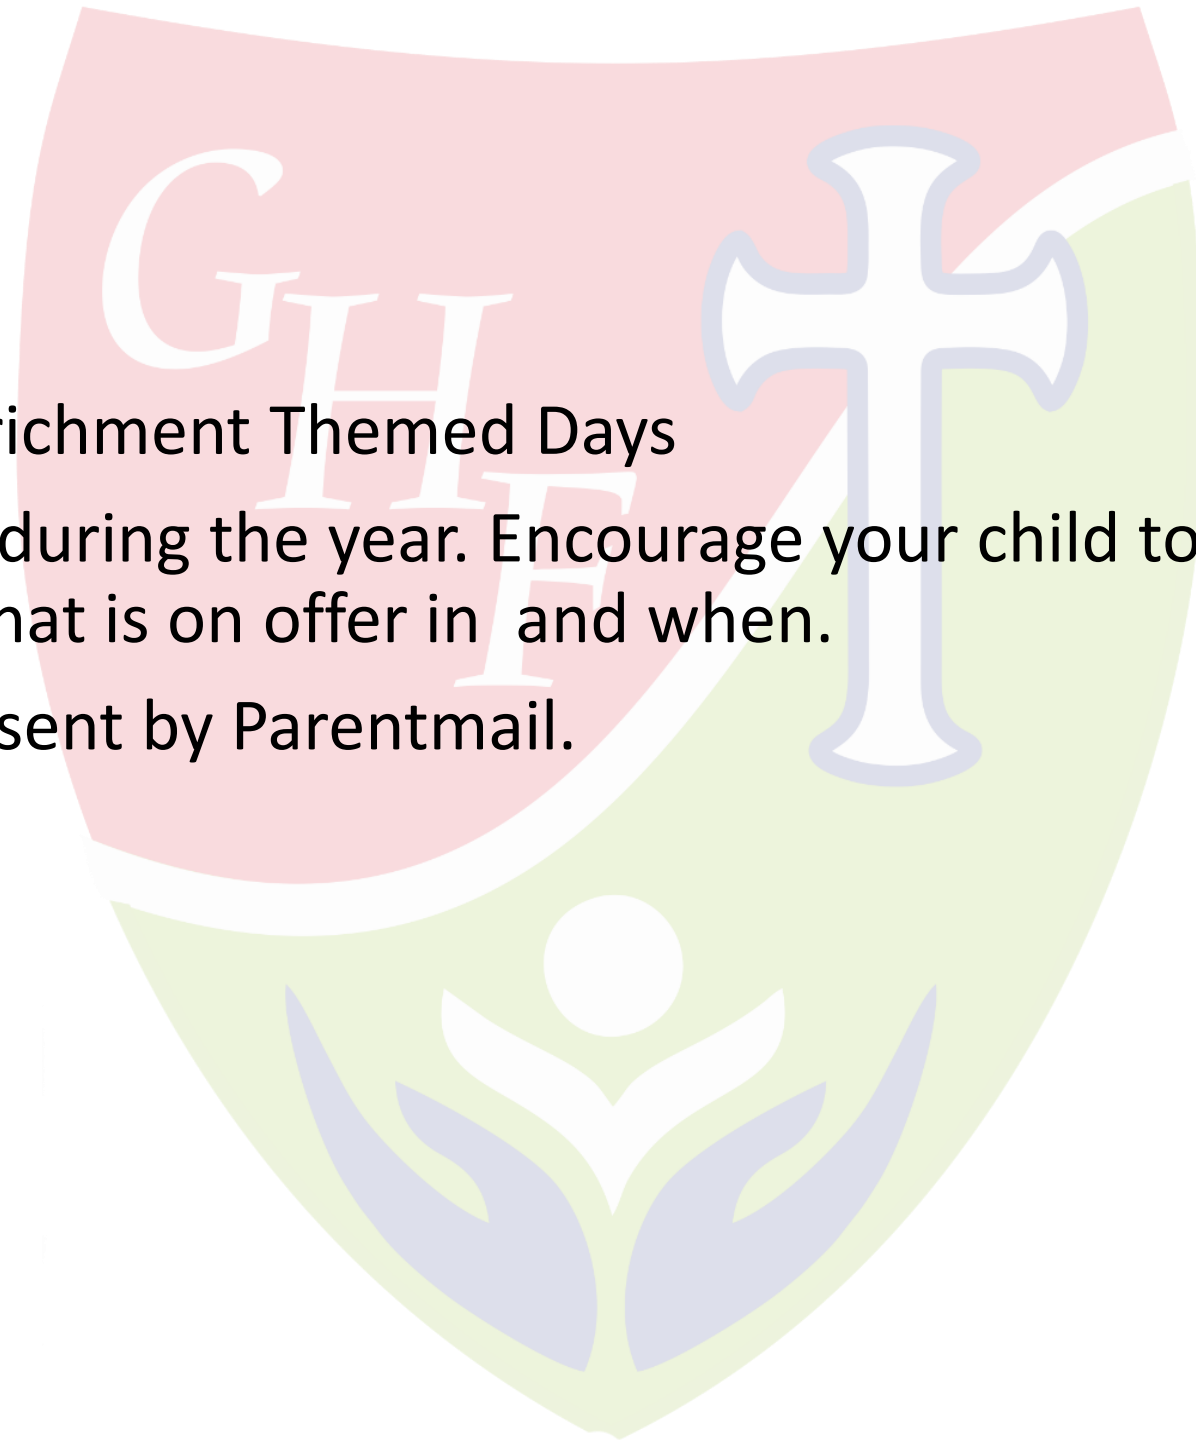 G
H
F
richment Themed Days
during the year. Encourage your child to
hat is on offer in  and when.
sent by Parentmail.